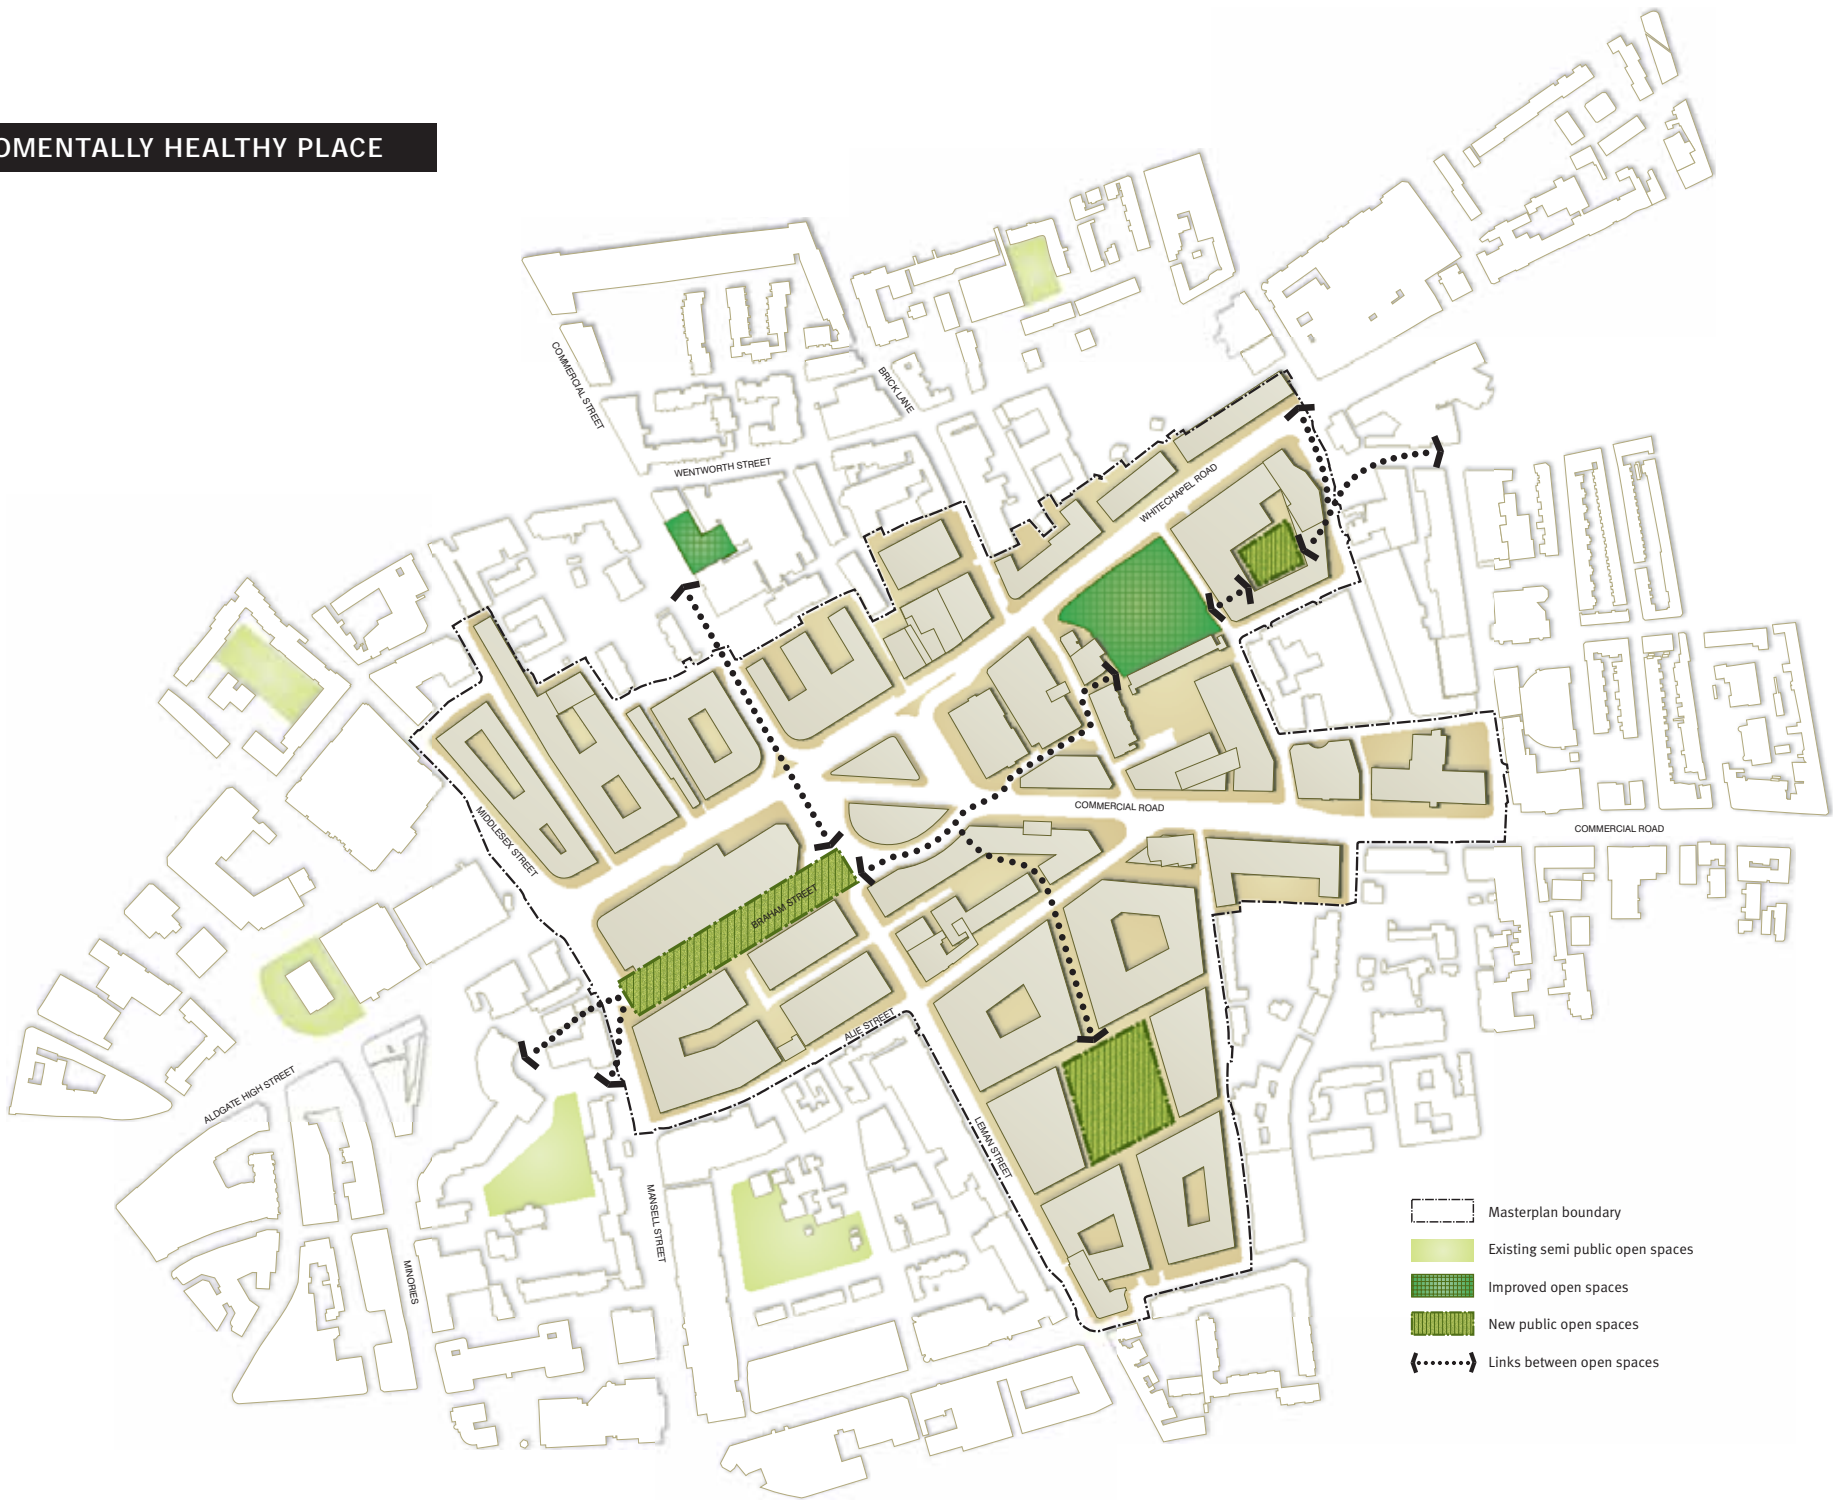 OMENTALLY HEALTHY PLACE
COMMERCIAL STREET
BRICK LANE
WENTWORTH STREET
WHITECHAPEL ROAD
MIDDLESEX STREET
COMMERCIAL ROAD
COMMERCIAL ROAD
BRAHAM STREET
ALIE STREET
ALDGATE HIGH STREET
LEMAN STREET
MANSELL STREET
MINORIES
Masterplan boundary
Existing semi public open spaces
Improved open spaces
New public open spaces
Links between open spaces